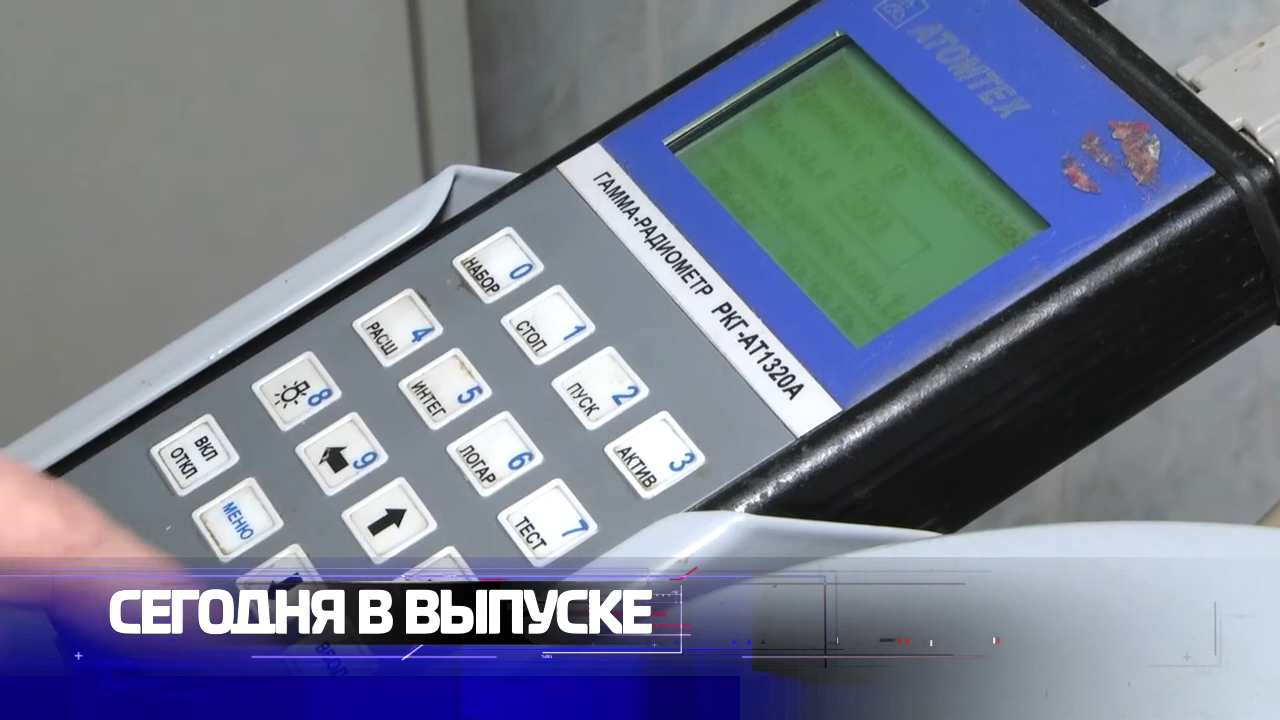 АТОМТЕХ
ГАММА-РАДИОМЕТР РКГ-АТ1320А
НАБОР 0
СТОП 1
ПУСК 2
АКТИВ 3
РАСШ 4
ИНТЕГ 5
ЛОГАР 6
ТЕСТ 7
8
9
ВКЛ
ОТКЛ
МЕНЮ
СЕГОДНЯ В ВЫПУСКЕ